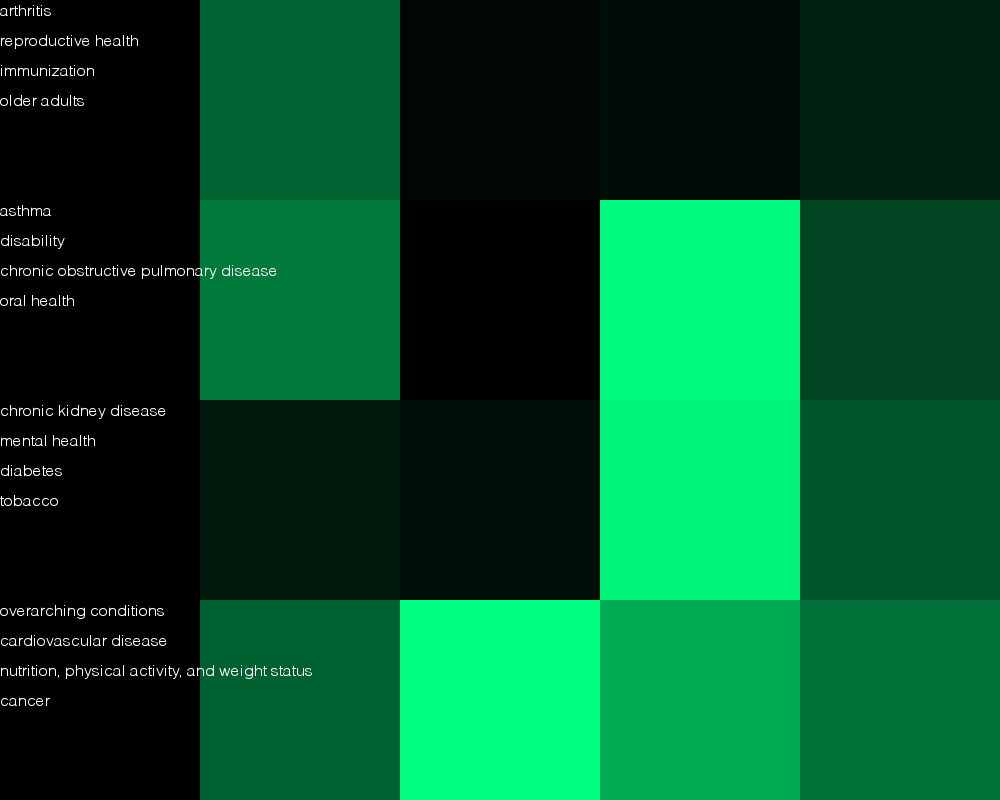 arthritis
reproductive health
immunization
older adults
asthma
disability
chronic obstructive pulmonary disease
oral health
chronic kidney disease
mental health
diabetes
tobacco
overarching conditions
cardiovascular disease
nutrition, physical activity, and weight status
cancer